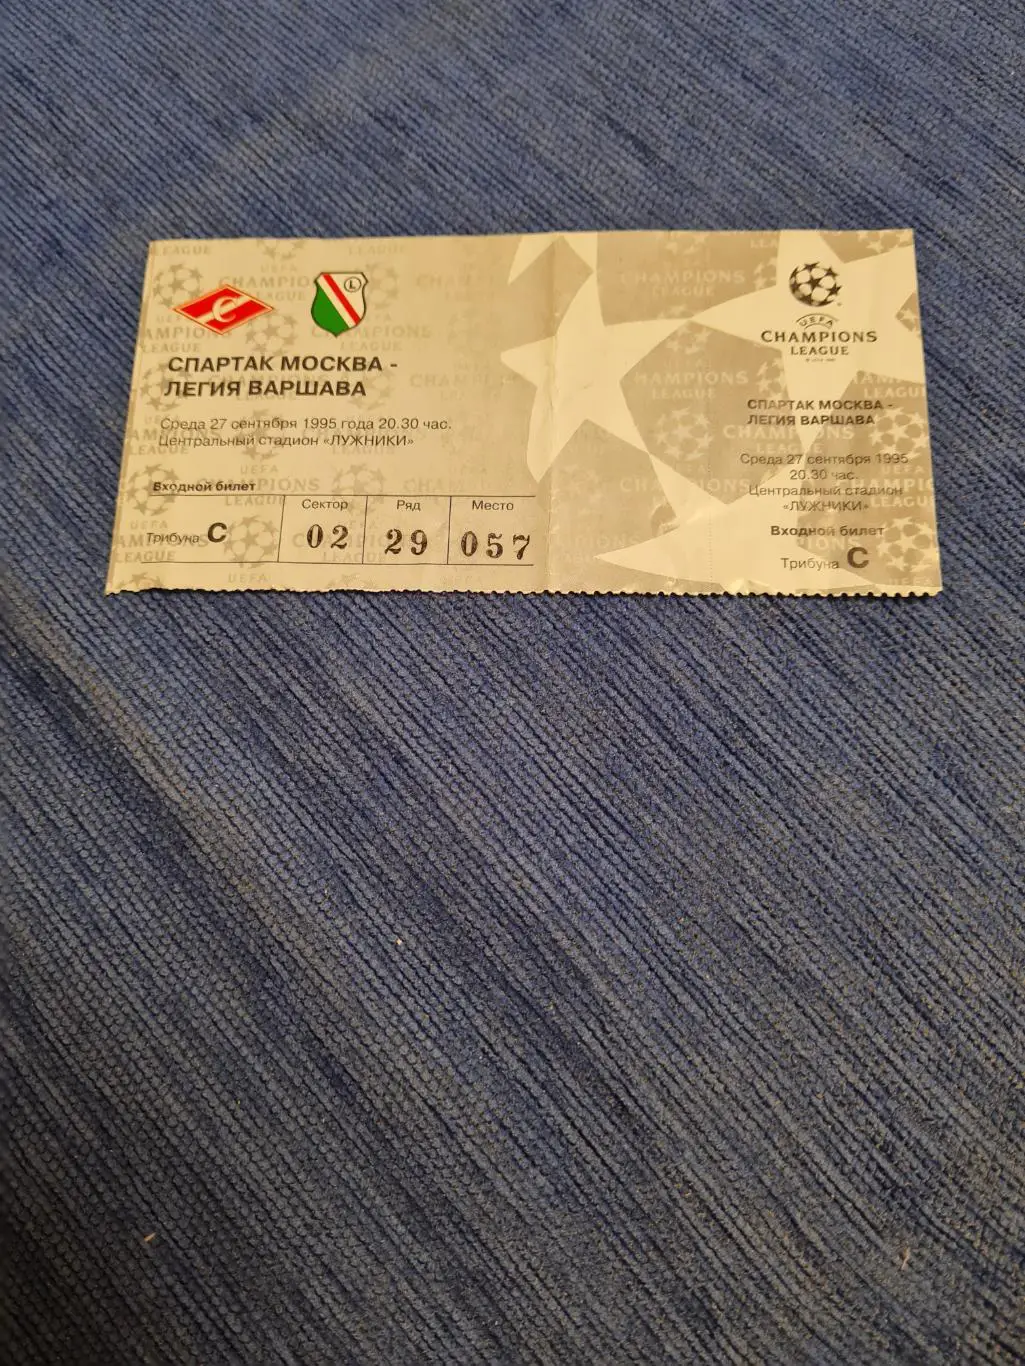 СПАРТАК МОСКВА -
ЛЕГИЯ ВАРШАВА
Среда 27 сентября 1995 года 20.30 час.
Центральный стадион «ЛУЖНИКИ»
Входной билет
Трибуна С
Сектор
02
Ряд
29
Место
057
UEFA
CHAMPIONS
LEAGUE
СПАРТАК МОСКВА -
ЛЕГИЯ ВАРШАВА
Среда 27 сентября 1995
20.30 час.
Центральный стадион
«ЛУЖНИКИ»
Входной билет
Трибуна С